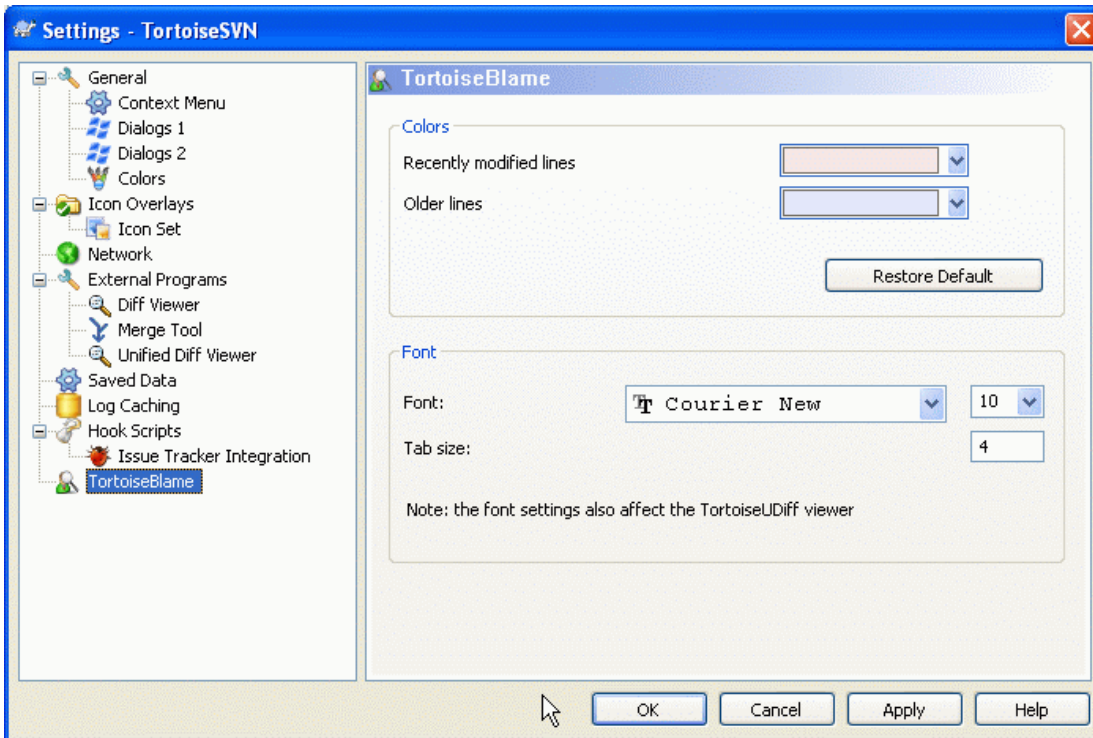 Settings - TortoiseSVN
General
Context Menu
Dialogs 1
Dialogs 2
Colors
Icon Overlays
Icon Set
Network
External Programs
Diff Viewer
Merge Tool
Unified Diff Viewer
Saved Data
Log Caching
Hook Scripts
Issue Tracker Integration
TortoiseBlame
TortoiseBlame
Colors
Recently modified lines
Older lines
Restore Default
Font
Font: Courier New 10
Tab size: 4
Note: the font settings also affect the TortoiseUDiff viewer
OK Cancel Apply Help